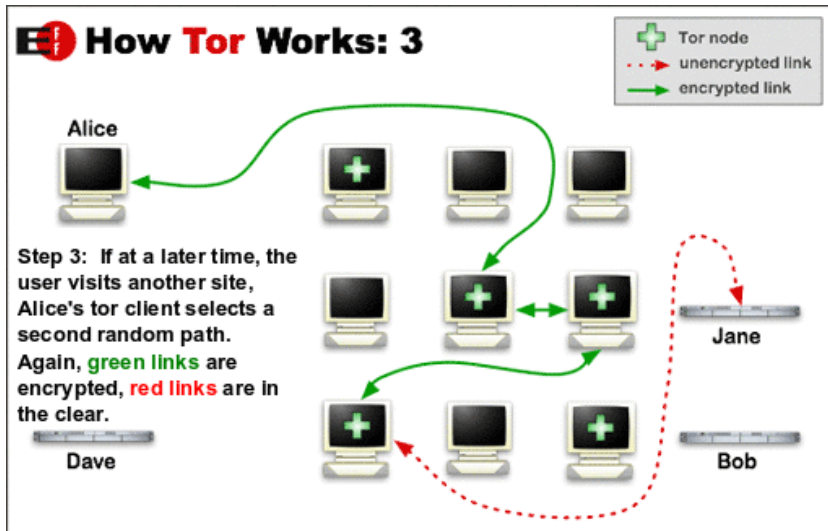 EFF How Tor Works: 3
Tor node
unencrypted link
encrypted link
Alice
Step 3: If at a later time, the
user visits another site,
Alice's tor client selects a
second random path.
Again, green links are
encrypted, red links are in
the clear.
Jane
Dave
Bob